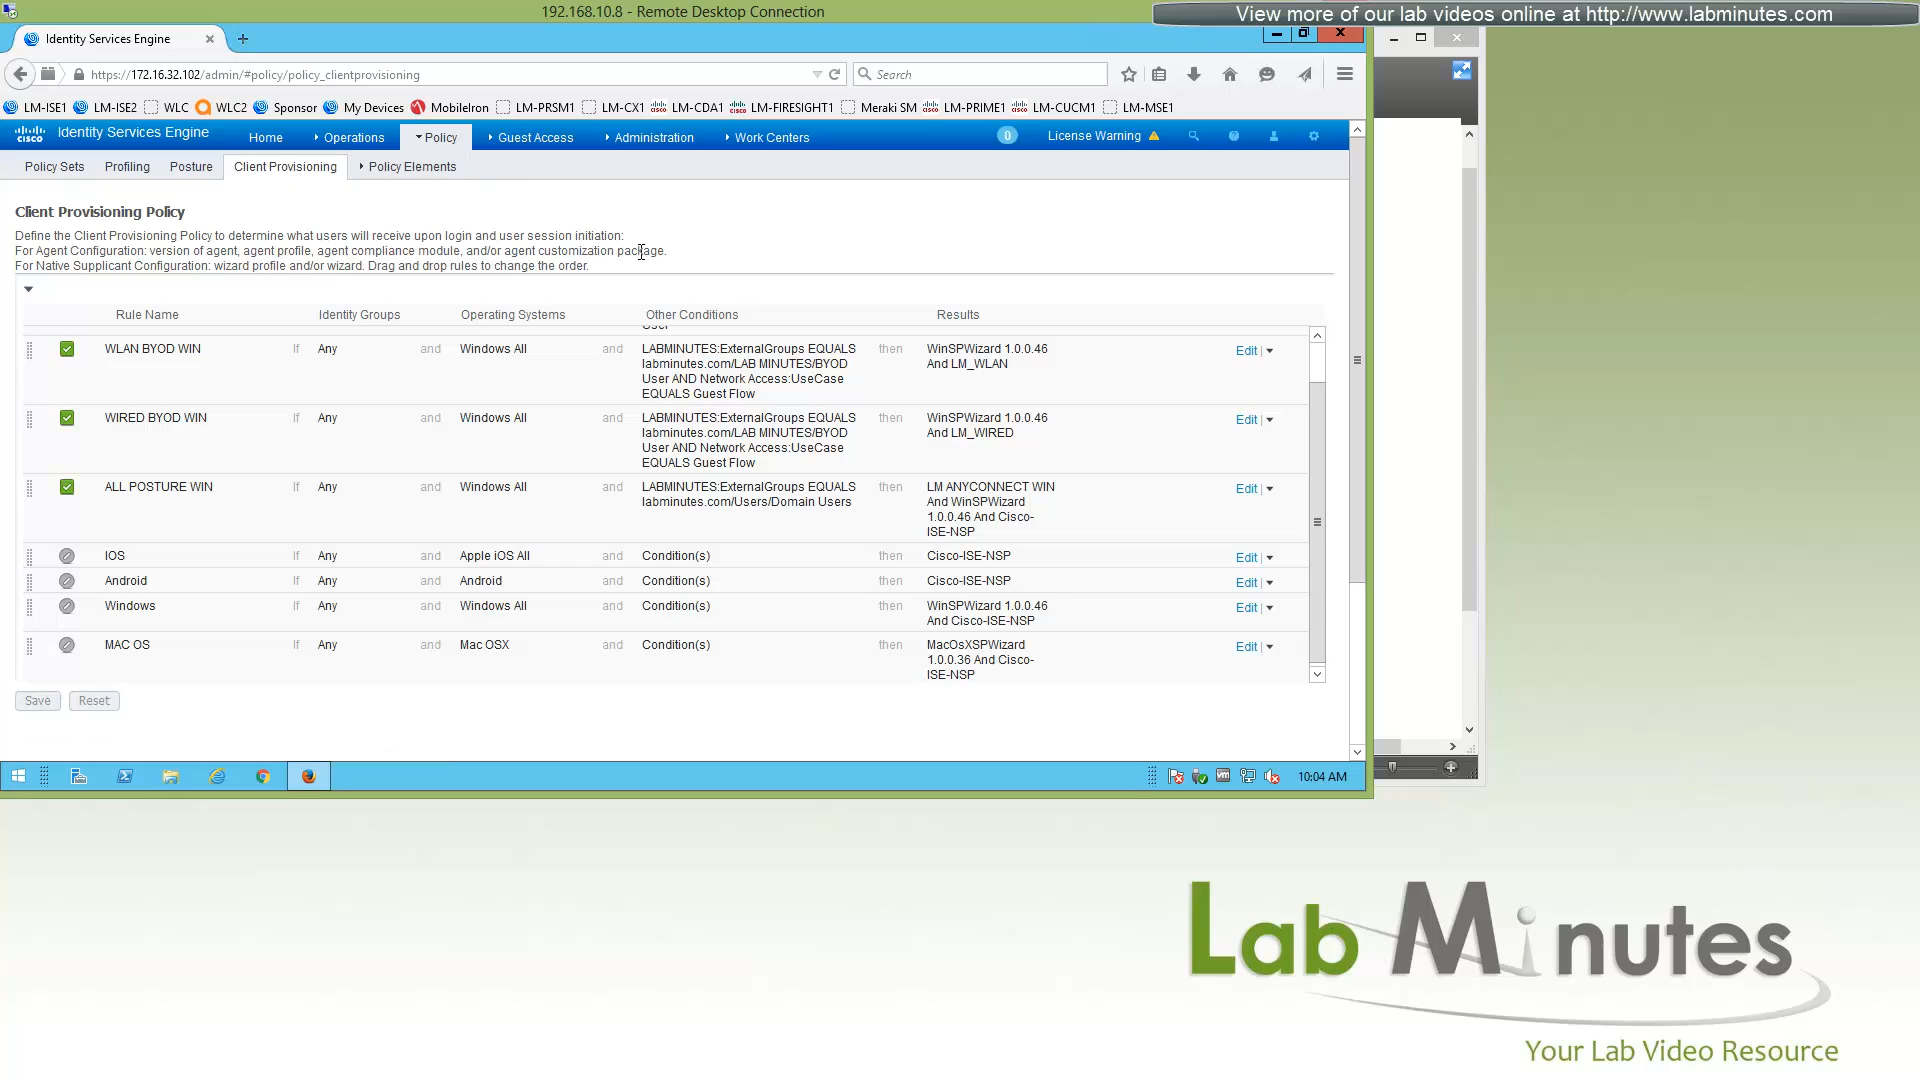 192.168.10.8 - Remote Desktop Connection
View more of our lab videos online at http://www.labminutes.com
Identity Services Engine
https://172.16.32.102/admin/#policy/policy_clientprovisioning
Search
LM-ISE1 LM-ISE2 WLC WLC2 Sponsor My Devices MobileIron LM-PRSM1 LM-CX1 LM-CDA1 LM-FIRESIGHT1 Meraki SM LM-PRIME1 LM-CUCM1 LM-MSE1
cisco Identity Services Engine Home Operations Policy Guest Access Administration Work Centers 0 License Warning
Policy Sets Profiling Posture Client Provisioning Policy Elements
Client Provisioning Policy
Define the Client Provisioning Policy to determine what users will receive upon login and user session initiation:
For Agent Configuration: version of agent, agent profile, agent compliance module, and/or agent customization package.
For Native Supplicant Configuration: wizard profile and/or wizard. Drag and drop rules to change the order.
Rule Name Identity Groups Operating Systems Other Conditions Results
User
WLAN BYOD WIN If Any and Windows All and LABMINUTES:ExternalGroups EQUALS then WinSPWizard 1.0.0.46 Edit
labminutes.com/LAB MINUTES/BYOD And LM_WLAN
User AND Network Access:UseCase
EQUALS Guest Flow
WIRED BYOD WIN If Any and Windows All and LABMINUTES:ExternalGroups EQUALS then WinSPWizard 1.0.0.46 Edit
labminutes.com/LAB MINUTES/BYOD And LM_WIRED
User AND Network Access:UseCase
EQUALS Guest Flow
ALL POSTURE WIN If Any and Windows All and LABMINUTES:ExternalGroups EQUALS then LM ANYCONNECT WIN Edit
labminutes.com/Users/Domain Users And WinSPWizard
1.0.0.46 And Cisco-
ISE-NSP
IOS If Any and Apple iOS All and Condition(s) then Cisco-ISE-NSP Edit
Android If Any and Android and Condition(s) then Cisco-ISE-NSP Edit
Windows If Any and Windows All and Condition(s) then WinSPWizard 1.0.0.46 Edit
And Cisco-ISE-NSP
MAC OS If Any and Mac OSX and Condition(s) then MacOsXSPWizard Edit
1.0.0.36 And Cisco-
ISE-NSP
Save Reset
10:04 AM
Lab Minutes
Your Lab Video Resource